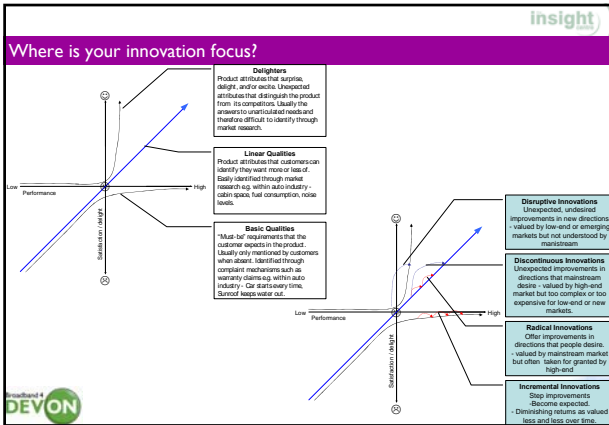 insight
centre
Where is your innovation focus?
Delighters
Product attributes that surprise,
delight, and/or excite. Unexpected
attributes that distinguish the product
from its competitors. Usually the
answers to unarticulated needs and
therefore difficult to identify through
market research.
Linear Qualities
Product attributes that customers can
identify they want more or less of.
Easily identified through market
research e.g. within auto industry -
cabin space, fuel consumption, noise
levels.
Basic Qualities
"Must-be" requirements that the
customer expects in the product.
Usually only mentioned by customers
when absent. Identified through
complaint mechanisms such as
warranty claims e.g. within auto
industry - Car starts every time,
Sunroof keeps water out.
Low
Performance
High
Satisfaction / delight
Disruptive Innovations
Unexpected, undesired
improvements in new directions
- valued by low-end or emerging
markets but not understood by
manistream
Discontinuous Innovations
Unexpected improvements in
directions that mainstream
desire - valued by high-end
market but too complex or too
expensive for low-end or new
markets.
Radical Innovations
Offer improvements in
directions that people desire.
- valued by mainstream market
but often taken for granted by
high-end
Incremental Innovations
Step improvements
-Become expected.
- Diminishing returns as valued
less and less over time.
Low
Performance
High
Satisfaction / delight
Broadband 4
DEVON